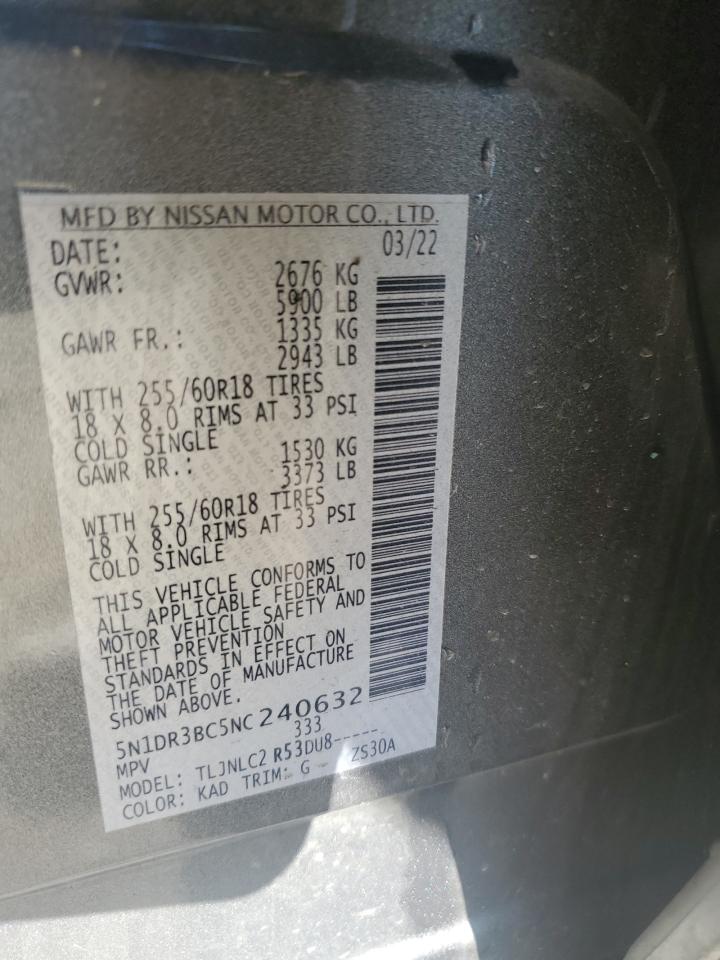 MFD BY NISSAN MOTOR CO., LTD.
DATE: 03/22
GVWR: 2676 KG
5900 LB
GAWR FR.: 1335 KG
2943 LB
WITH 255/60R18 TIRES
18 X 8.0 RIMS AT 33 PSI
COLD SINGLE
GAWR RR.: 1530 KG
3373 LB
WITH 255/60R18 TIRES
18 X 8.0 RIMS AT 33 PSI
COLD SINGLE
THIS VEHICLE CONFORMS TO
ALL APPLICABLE FEDERAL
MOTOR VEHICLE SAFETY AND
THEFT PREVENTION
STANDARDS IN EFFECT ON
THE DATE OF MANUFACTURE
SHOWN ABOVE.
5N1DR3BC5NC240632
MPV 333
MODEL: TLJNLC2 R53DU8-----
COLOR: KAD TRIM: G ZS30A